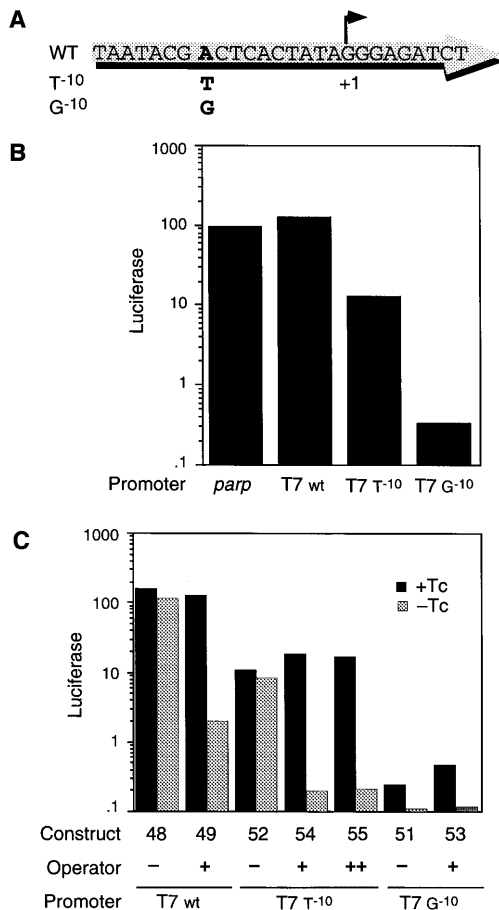 A
WT TAATACG A CTCACTATAGGGAGATCT
T-10 T +1
G-10 G
B
1000
100
10
1
.1
Luciferase
Promoter parp T7 wt T7 T-10 T7 G-10
C
1000
100
10
1
.1
Luciferase
+Tc
–Tc
Construct 48 49 52 54 55 51 53
Operator – + – + ++ – +
Promoter T7 wt T7 T-10 T7 G-10